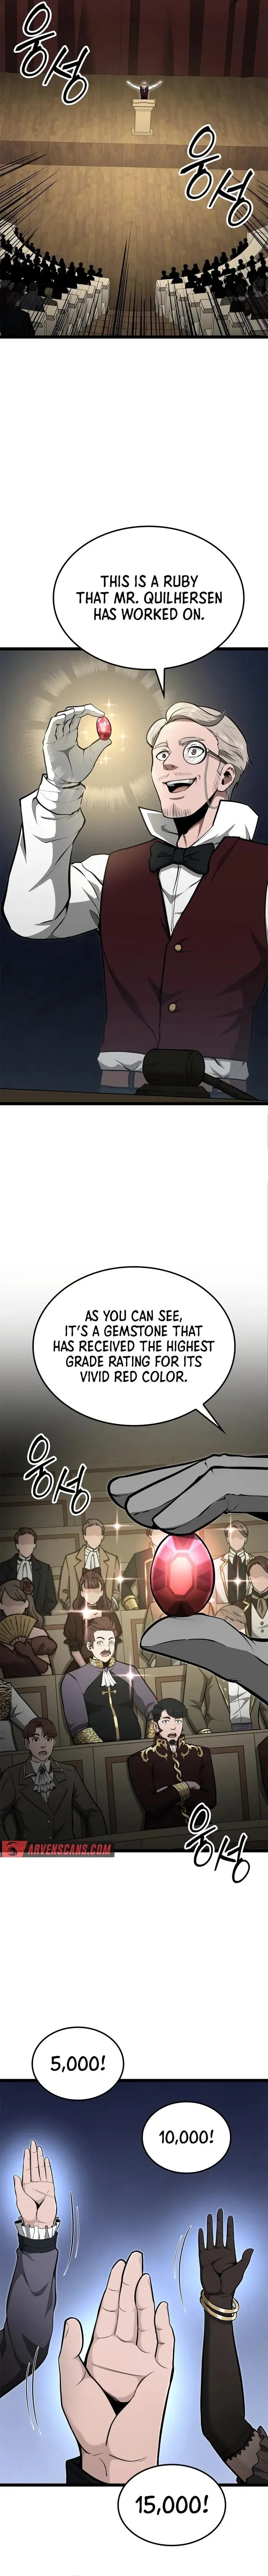 웅성
웅성
THIS IS A RUBY
THAT MR. QUILHERSEN
HAS WORKED ON.
AS YOU CAN SEE,
IT'S A GEMSTONE THAT
HAS RECEIVED THE HIGHEST
GRADE RATING FOR ITS
VIVID RED COLOR.
웅성
웅성
ARVENSCANS.COM
5,000!
10,000!
15,000!